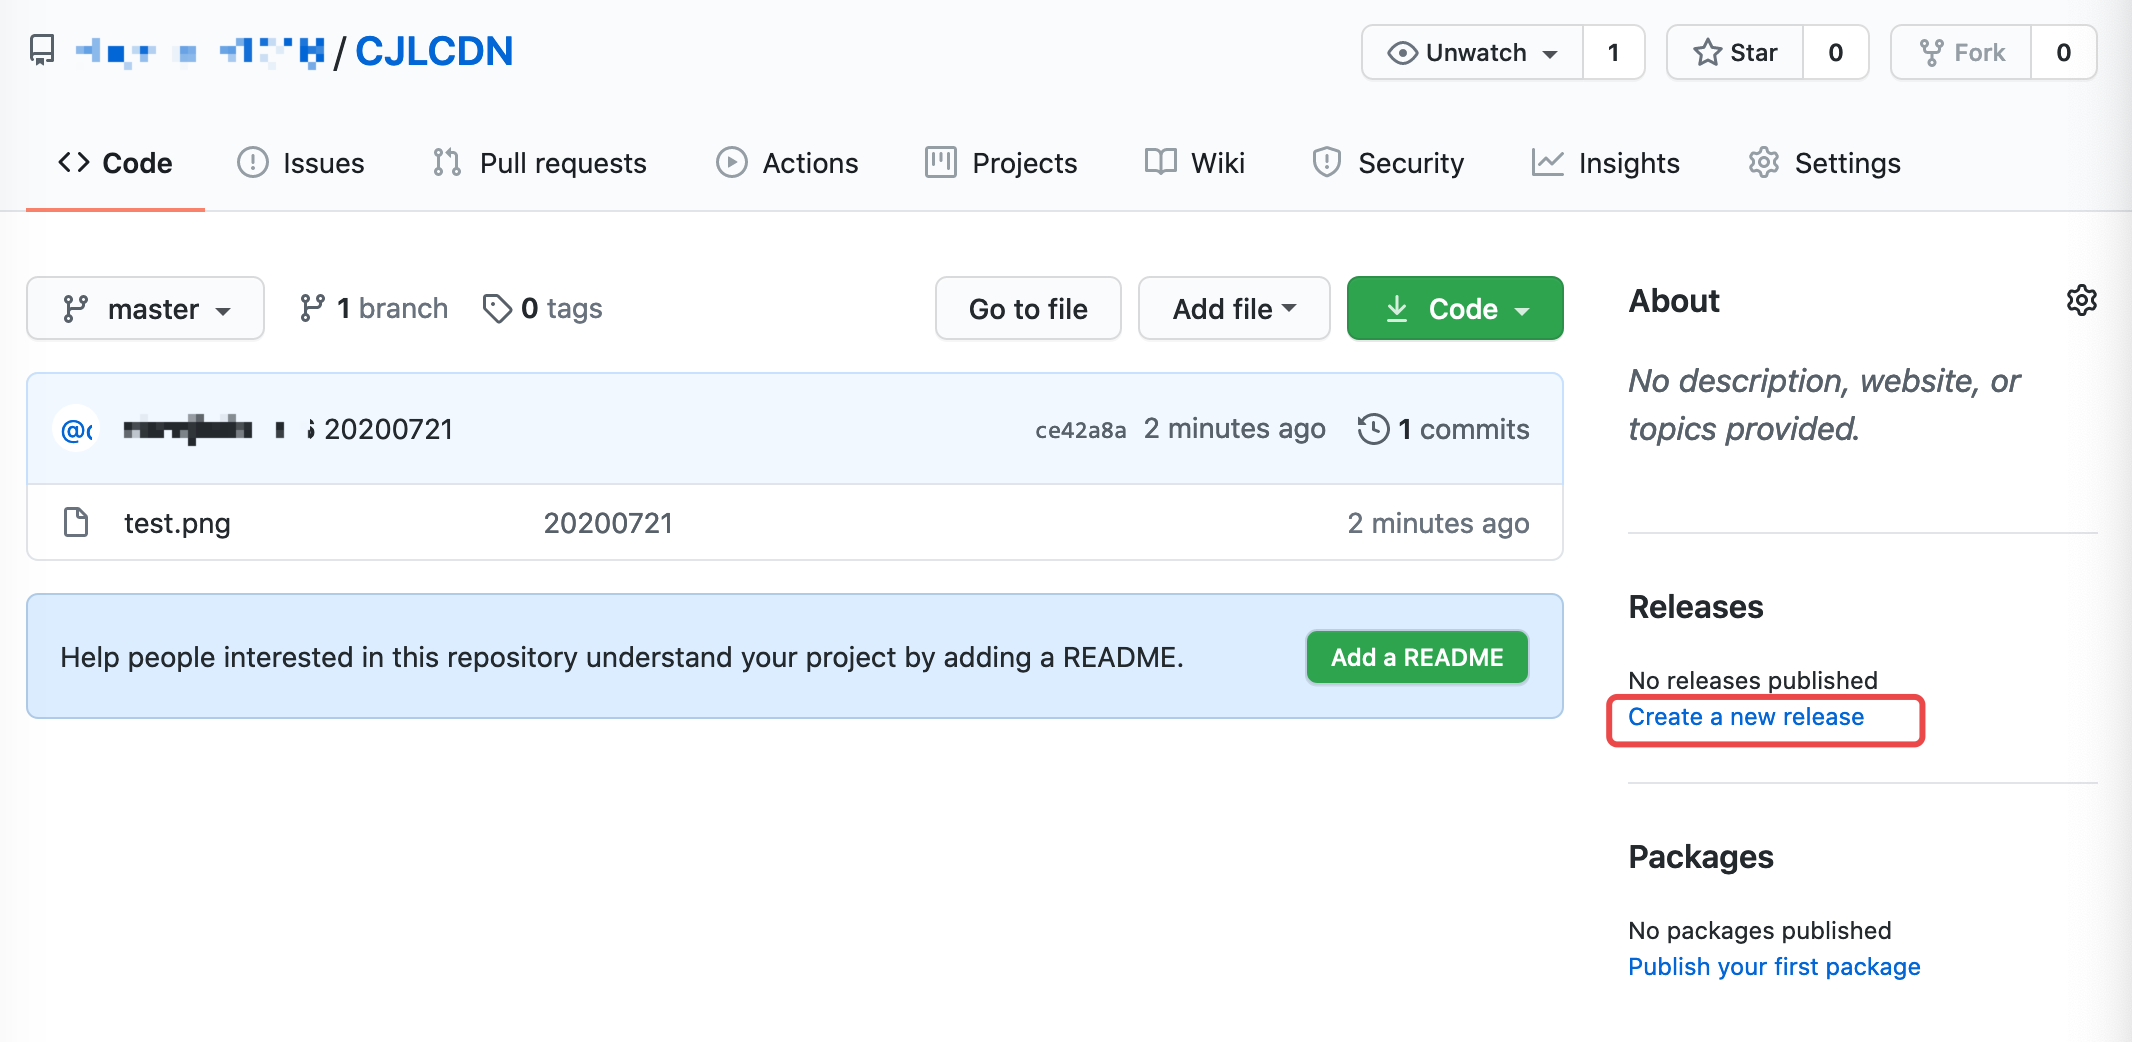 / CJLCDN
Unwatch 1 Star 0 Fork 0
Code Issues Pull requests Actions Projects Wiki Security Insights Settings
master 1 branch 0 tags Go to file Add file Code
20200721 ce42a8a 2 minutes ago 1 commits
test.png 20200721 2 minutes ago
Help people interested in this repository understand your project by adding a README. Add a README
About
No description, website, or
topics provided.
Releases
No releases published
Create a new release
Packages
No packages published
Publish your first package